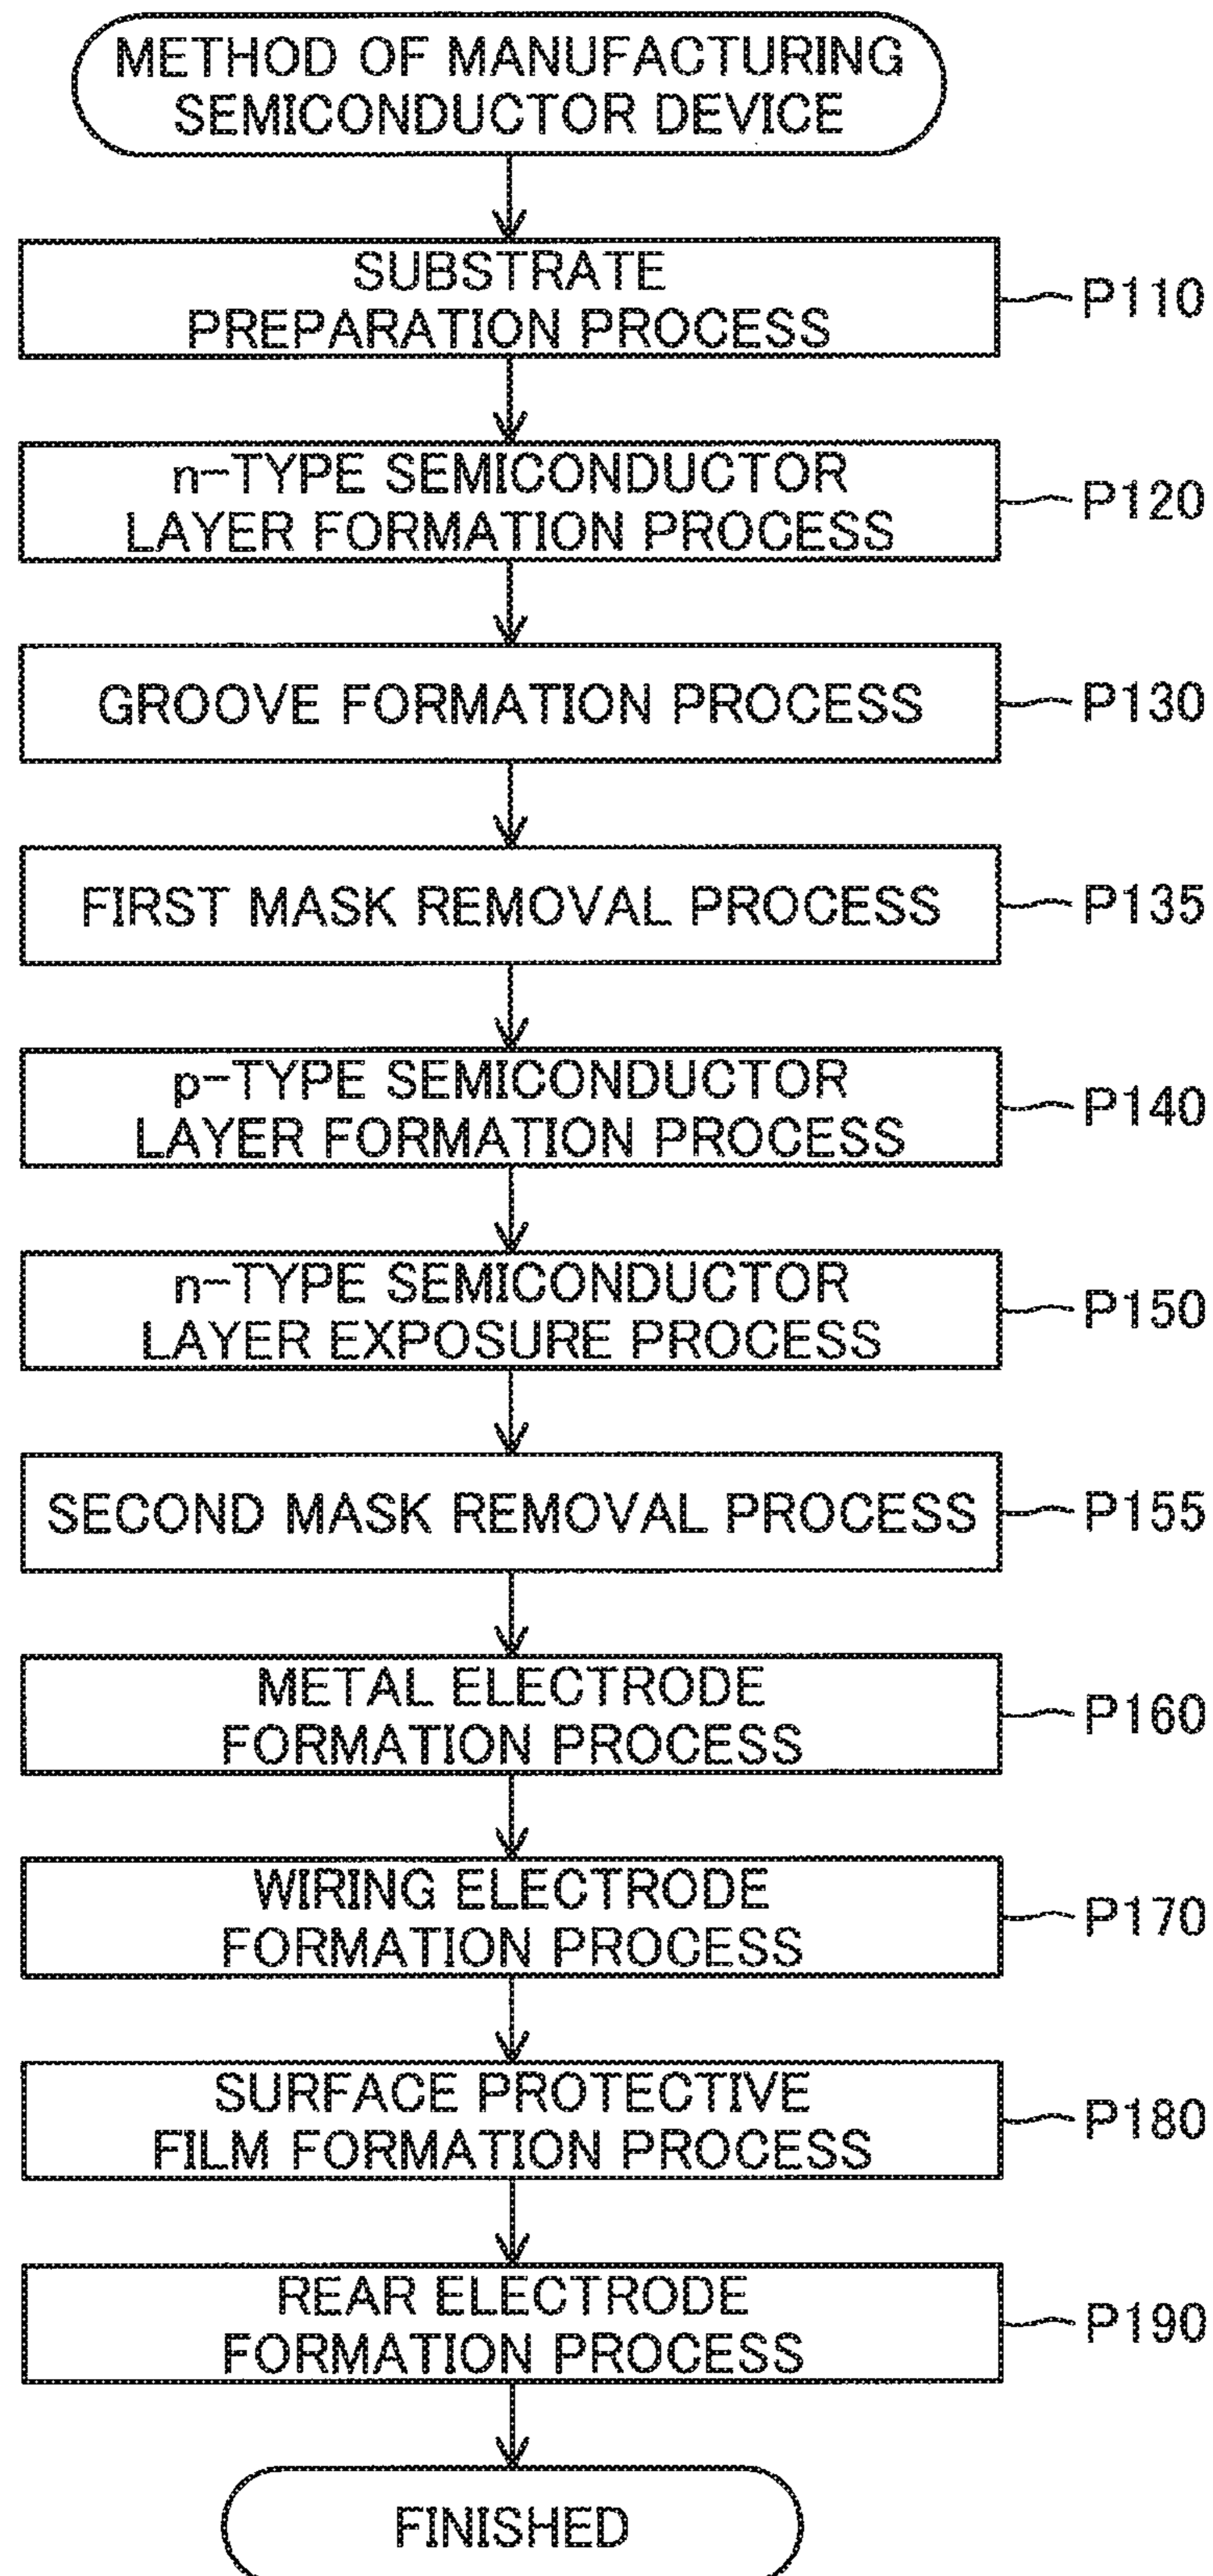 METHOD OF MANUFACTURING
SEMICONDUCTOR DEVICE
SUBSTRATE
PREPARATION PROCESS
P110
n-TYPE SEMICONDUCTOR
LAYER FORMATION PROCESS
P120
GROOVE FORMATION PROCESS
P130
FIRST MASK REMOVAL PROCESS
P135
p-TYPE SEMICONDUCTOR
LAYER FORMATION PROCESS
P140
n-TYPE SEMICONDUCTOR
LAYER EXPOSURE PROCESS
P150
SECOND MASK REMOVAL PROCESS
P155
METAL ELECTRODE
FORMATION PROCESS
P160
WIRING ELECTRODE
FORMATION PROCESS
P170
SURFACE PROTECTIVE
FILM FORMATION PROCESS
P180
REAR ELECTRODE
FORMATION PROCESS
P190
FINISHED